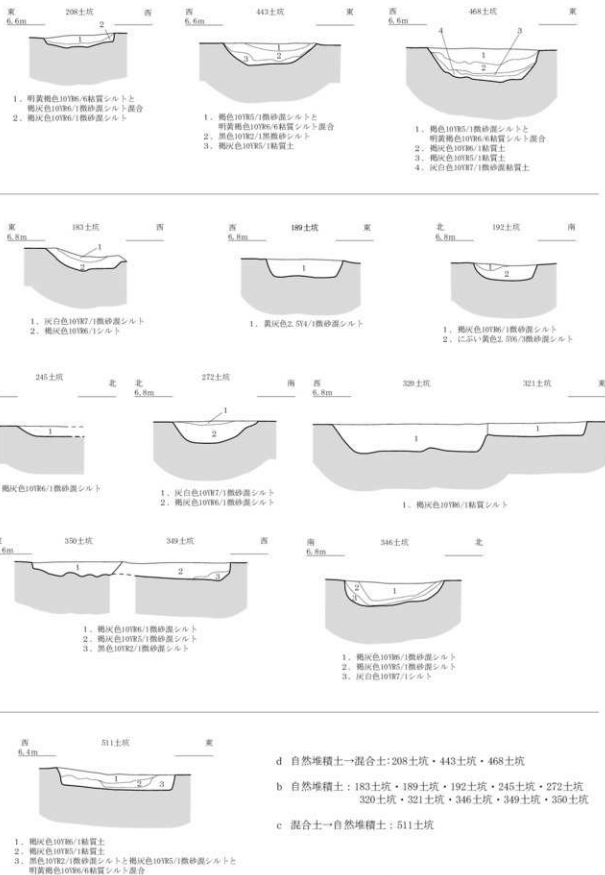 東 208土坑 西
6.6m
2
1
1．明黄褐色10YR6/6粘質シルトと
褐灰色10YR6/1微砂混シルト混合
2．褐灰色10YR6/1微砂混シルト
西 443土坑 東
6.6m
1
2
3
1．褐色10YR5/1微砂混シルトと
明黄褐色10YR6/6粘質シルト混合
2．黒色10YR2/1黒微砂混シルト
3．褐灰色10YR5/1粘質土
西 468土坑 東
6.6m
4 3
1
2
1．褐色10YR5/1微砂混シルトと
明黄褐色10YR6/6粘質シルト混合
2．褐灰色10YR6/1粘質土
3．褐灰色10YR5/1粘質土
4．灰白色10YR7/1微砂混粘質土
東 183土坑 西
6.8m
1
2
1．灰白色10YR7/1微砂混シルト
2．褐灰色10YR6/1シルト
西 189土坑 東
6.8m
1
1．黄灰色2.5Y4/1微砂混シルト
北 192土坑 南
6.8m
1
2
1．褐灰色10YR6/1微砂混シルト
2．にぶい黄色2.5Y6/3微砂混シルト
245土坑 北
1
褐灰色10YR6/1微砂混シルト
北 272土坑 南
6.8m
1
2
1．灰白色10YR7/1微砂混シルト
2．褐灰色10YR6/1微砂混シルト
西 320土坑 321土坑 東
6.8m
1 1
1．褐灰色10YR6/1粘質シルト
350土坑 349土坑 西
6m
1 2 3
1．褐灰色10YR6/1微砂混シルト
2．褐灰色10YR5/1微砂混シルト
3．黒色10YR2/1微砂混シルト
南 346土坑 北
6.8m
2 1
3
1．褐灰色10YR6/1微砂混シルト
2．褐灰色10YR5/1微砂混シルト
3．灰白色10YR7/1シルト
西 511土坑 東
6.4m
1
2 3
1．褐灰色10YR6/1粘質土
2．褐灰色10YR5/1粘質土
3．黒色10YR2/1微砂混シルトと褐灰色10YR5/1微砂混シルトと
明黄褐色10YR6/6粘質シルト混合
d 自然堆積土→混合土：208土坑・443土坑・468土坑
b 自然堆積土：183土坑・189土坑・192土坑・245土坑・272土坑
320土坑・321土坑・346土坑・349土坑・350土坑
c 混合土→自然堆積土：511土坑